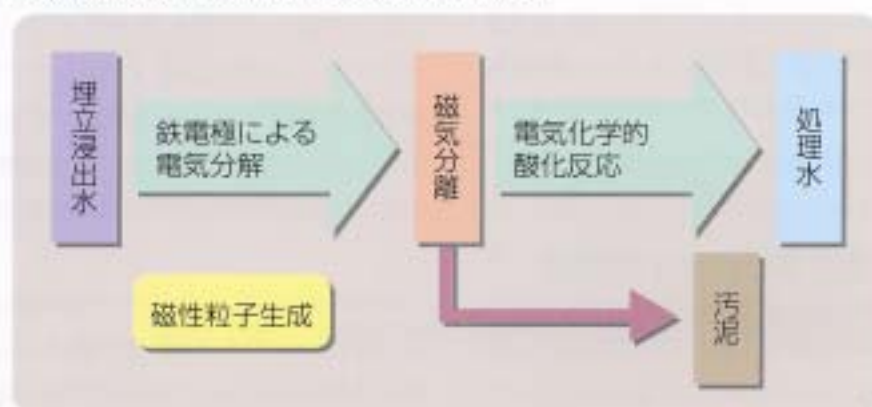 埋立浸出水
鉄電極による
電気分解
磁気分離
電気化学的
酸化反応
処理水
磁性粒子生成
汚泥